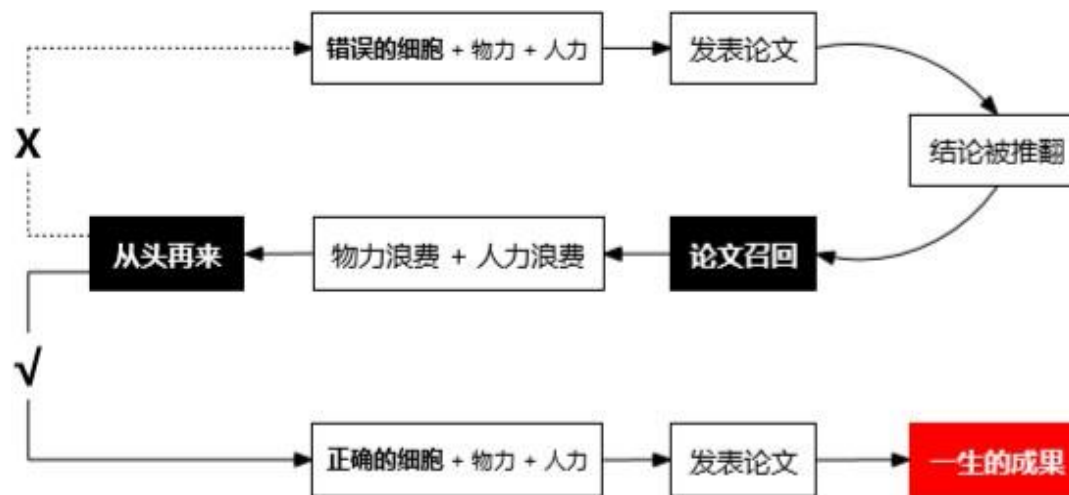 错误的细胞 + 物力 + 人力
发表论文
结论被推翻
X
从头再来
物力浪费 + 人力浪费
论文召回
√
正确的细胞 + 物力 + 人力
发表论文
一生的成果